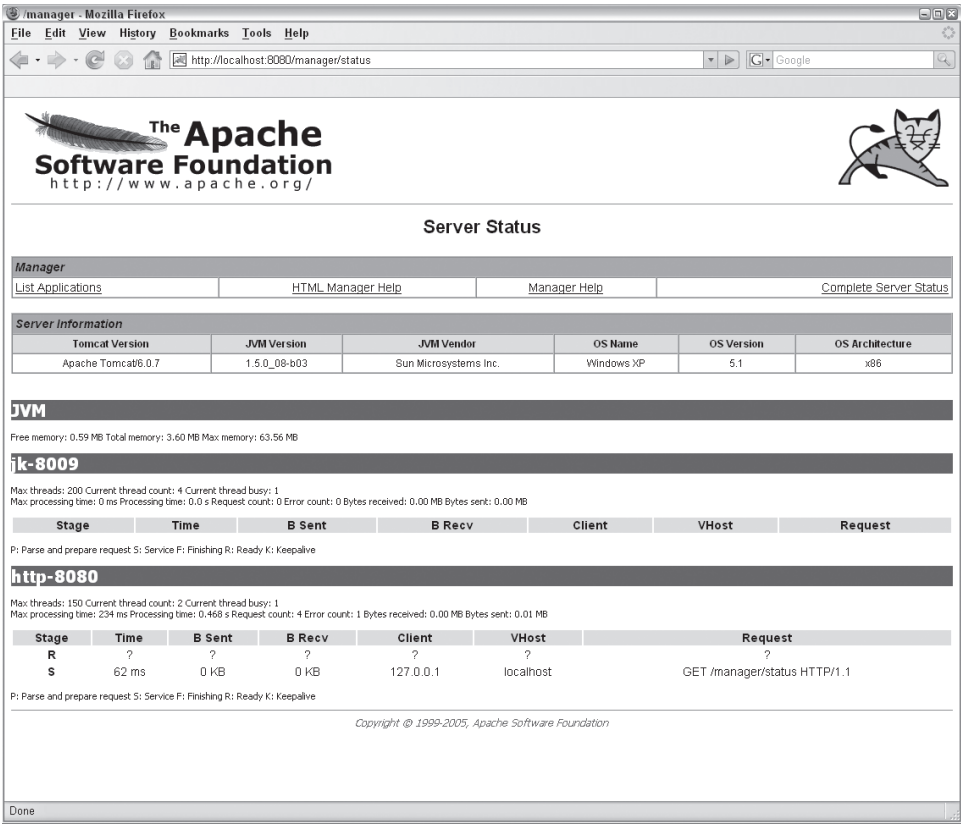 /manager - Mozilla Firefox
File Edit View History Bookmarks Tools Help
http://localhost:8080/manager/status
G Google
The Apache
Software Foundation
http://www.apache.org/
Server Status
Manager
List Applications HTML Manager Help Manager Help Complete Server Status
Server Information
Tomcat Version JVM Version JVM Vendor OS Name OS Version OS Architecture
Apache Tomcat/6.0.7 1.5.0_08-b03 Sun Microsystems Inc. Windows XP 5.1 x86
JVM
Free memory: 0.59 MB Total memory: 3.60 MB Max memory: 63.56 MB
jk-8009
Max threads: 200 Current thread count: 4 Current thread busy: 1
Max processing time: 0 ms Processing time: 0.0 s Request count: 0 Error count: 0 Bytes received: 0.00 MB Bytes sent: 0.00 MB
Stage Time B Sent B Recv Client VHost Request
P: Parse and prepare request S: Service F: Finishing R: Ready K: Keepalive
http-8080
Max threads: 150 Current thread count: 2 Current thread busy: 1
Max processing time: 234 ms Processing time: 0.468 s Request count: 4 Error count: 1 Bytes received: 0.00 MB Bytes sent: 0.01 MB
Stage Time B Sent B Recv Client VHost Request
R ? ? ? ? ? ?
S 62 ms 0 KB 0 KB 127.0.0.1 localhost GET /manager/status HTTP/1.1
P: Parse and prepare request S: Service F: Finishing R: Ready K: Keepalive
Copyright © 1999-2005, Apache Software Foundation
Done